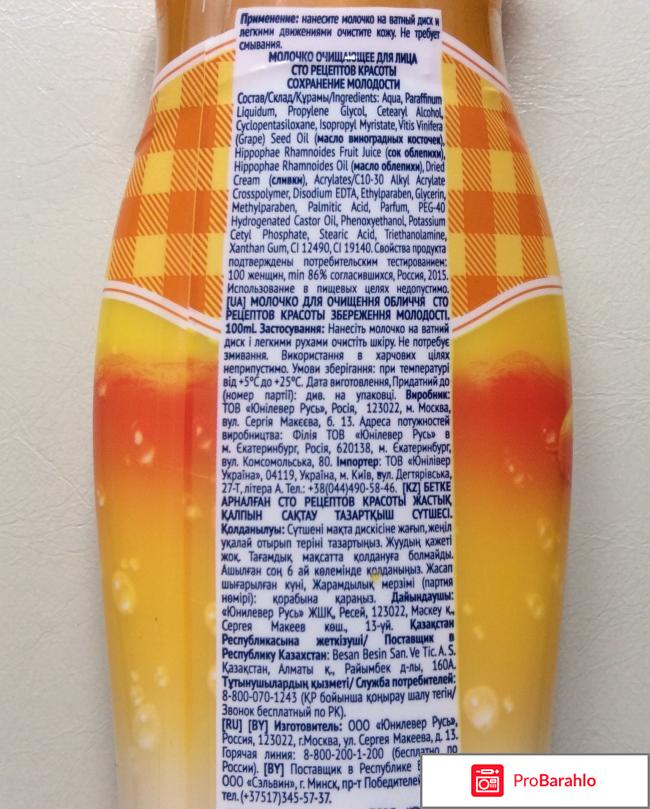 Применение: нанесите молочко на ватный диск и
легкими движениями очистите кожу. Не требует
смывания.
МОЛОЧКО ОЧИЩАЮЩЕЕ ДЛЯ ЛИЦА
СТО РЕЦЕПТОВ КРАСОТЫ
СОХРАНЕНИЕ МОЛОДОСТИ
Состав/Склад/Құрамы/Ingredients: Aqua, Paraffinum
Liquidum, Propylene Glycol, Cetearyl Alcohol,
Cyclopentasiloxane, Isopropyl Myristate, Vitis Vinifera
(Grape) Seed Oil (масло виноградных косточек),
Hippophae Rhamnoides Fruit Juice (сок облепихи),
Hippophae Rhamnoides Oil (масло облепихи), Dried
Cream (сливки), Acrylates/C10-30 Alkyl Acrylate
Crosspolymer, Disodium EDTA, Ethylparaben, Glycerin,
Methylparaben, Palmitic Acid, Parfum, PEG-40
Hydrogenated Castor Oil, Phenoxyethanol, Potassium
Cetyl Phosphate, Stearic Acid, Triethanolamine,
Xanthan Gum, CI 12490, CI 19140. Свойства продукта
подтверждены потребительским тестированием:
100 женщин, min 86% согласившихся, Россия, 2015.
Использование в пищевых целях недопустимо.
[UA] МОЛОЧКО ДЛЯ ОЧИЩЕННЯ ОБЛИЧЧЯ СТО
РЕЦЕПТОВ КРАСОТЫ ЗБЕРЕЖЕННЯ МОЛОДОСТІ.
100mL Застосування: Нанесіть молочко на ватний
диск і легкими рухами очистіть шкіру. Не потребує
змивання. Використання в харчових цілях
неприпустимо. Умови зберігання: при температурі
від +5°С до +25°С. Дата виготовлення, Придатний до
(номер партії): див. на упаковці. Виробник:
ТОВ «Юнілевер Русь», Росія, 123022, м. Москва,
вул. Сергія Макеєва, б. 13. Адреса потужностей
виробництва: Філія ТОВ «Юнілевер Русь» в
м. Екатеринбург, Росія, 620138, м. Екатеринбург,
вул. Комсомольська, 80. Імпортер: ТОВ «Юнілівер
Україна», 04119, Україна, м. Київ, вул. Дегтярівська,
27-Т, літера А. Тел.: +38(044)490-58-46. [KZ] БЕТКЕ
АРНАЛҒАН СТО РЕЦЕПТОВ КРАСОТЫ ЖАСТЫҚ
ҚАЛПЫН САҚТАУ ТАЗАРТҚЫШ СҮТШЕСІ.
Қолданылуы: Сүтшені мақта дискісіне жағып, жеңіл
уқалай отырып теріні тазартыңыз. Жуудың қажеті
жоқ. Тағамдық мақсатта қолдануға болмайды.
Ашылған соң 6 ай көлемінде қолданыңыз. Жасап
шығарылған күні, Жарамдылық мерзімі (партия
нөмірі): қорабына қараңыз. Дайындаушы:
«Юнилевер Русь» ЖШҚ, Ресей, 123022, Мәскеу қ.,
Сергея Макеев көш., 13-үй. Қазақстан
Республикасына жеткізуші/ Поставщик в
Республику Казахстан: Besan Besin San. Ve Tic. A. S.
Қазақстан, Алматы қ., Райымбек д-лы, 160А.
Тұтынушылардың қызметі/ Служба потребителей:
8-800-070-1243 (ҚР бойынша қоңырау шалу тегін/
Звонок бесплатный по РК).
[RU] [BY] Изготовитель: ООО «Юнилевер Русь»,
Россия, 123022, г.Москва, ул. Сергея Макеева, д. 13.
Горячая линия: 8-800-200-1-200 (бесплатно по
России). [BY] Поставщик в Республике
ООО «Сэльвин», г. Минск, пр-т Победителей
тел. (+37517)345-57-37.
ProBarahlo